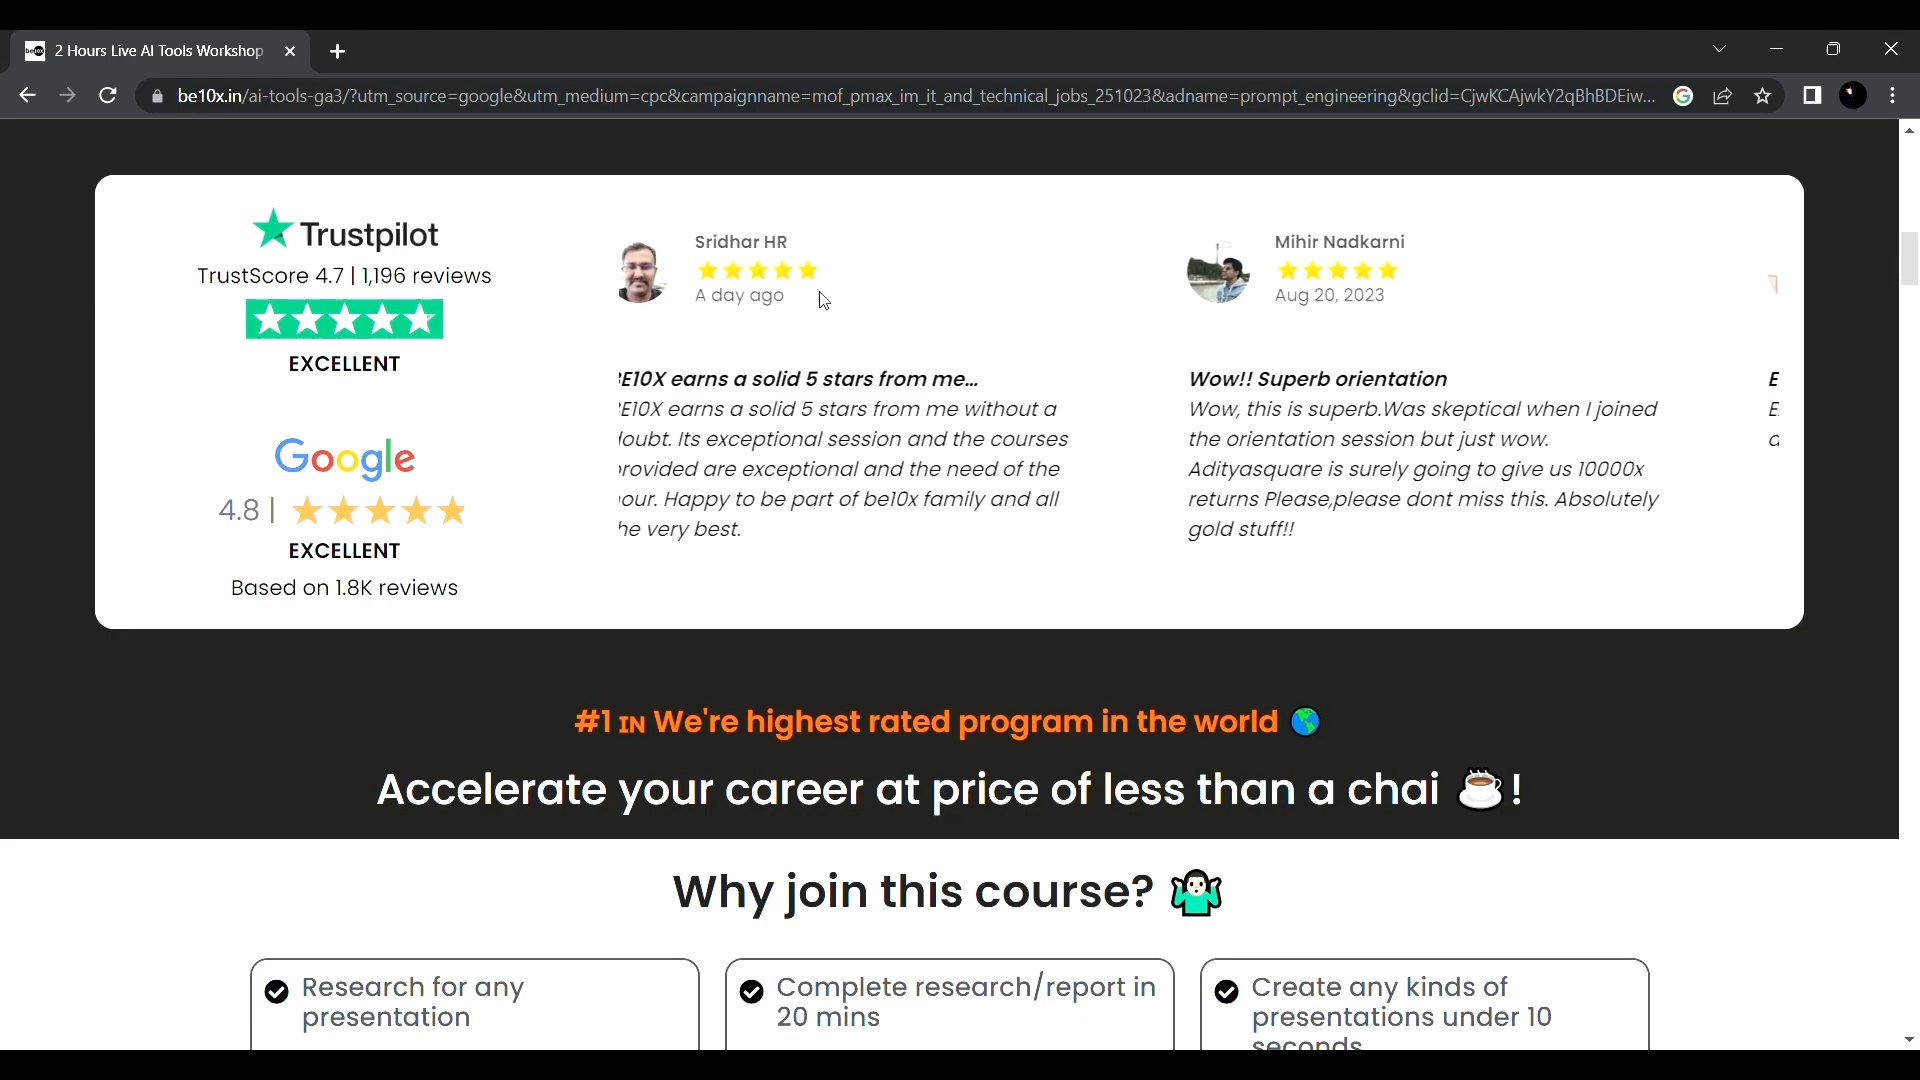 be10x
2 Hours Live AI Tools Workshop
be10x.in/ai-tools-ga3/?utm_source=google&utm_medium=cpc&campaignname=mof_pmax_im_it_and_technical_jobs_251023&adname=prompt_engineering&gclid=CjwKCAjwkY2qBhBDEiw...
Trustpilot
TrustScore 4.7 | 1,196 reviews
EXCELLENT
Google
4.8 |
EXCELLENT
Based on 1.8K reviews
Sridhar HR
A day ago
E10X earns a solid 5 stars from me...
E10X earns a solid 5 stars from me without a
oubt. Its exceptional session and the courses
rovided are exceptional and the need of the
our. Happy to be part of be10x family and all
he very best.
Mihir Nadkarni
Aug 20, 2023
Wow!! Superb orientation
Wow, this is superb.Was skeptical when I joined
the orientation session but just wow.
Adityasquare is surely going to give us 10000x
returns Please,please dont miss this. Absolutely
gold stuff!!
E
E
a
#1 IN We're highest rated program in the world
Accelerate your career at price of less than a chai !
Why join this course?
Research for any
presentation
Complete research/report in
20 mins
Create any kinds of
presentations under 10
seconds